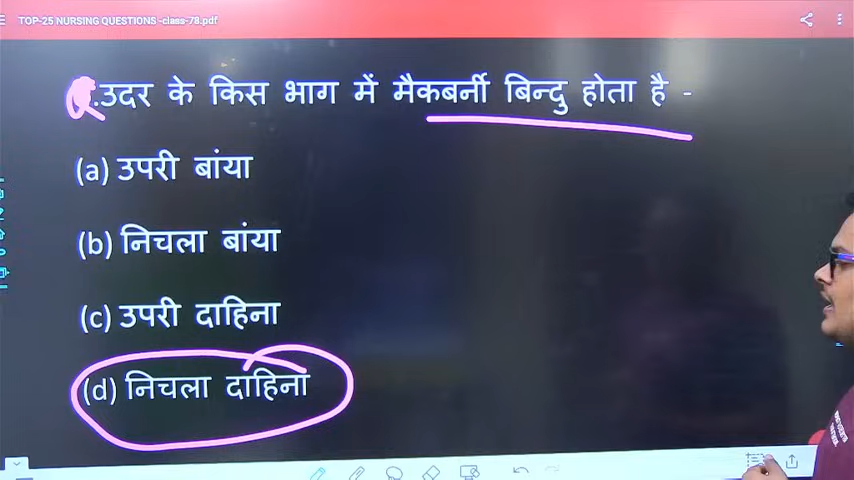 TOP-25 NURSING QUESTIONS -class-78.pdf
.उदर के किस भाग में मैकबर्नी बिन्दु होता है -
(a) उपरी बांया
(b) निचला बांया
(c) उपरी दाहिना
(d) निचला दाहिना